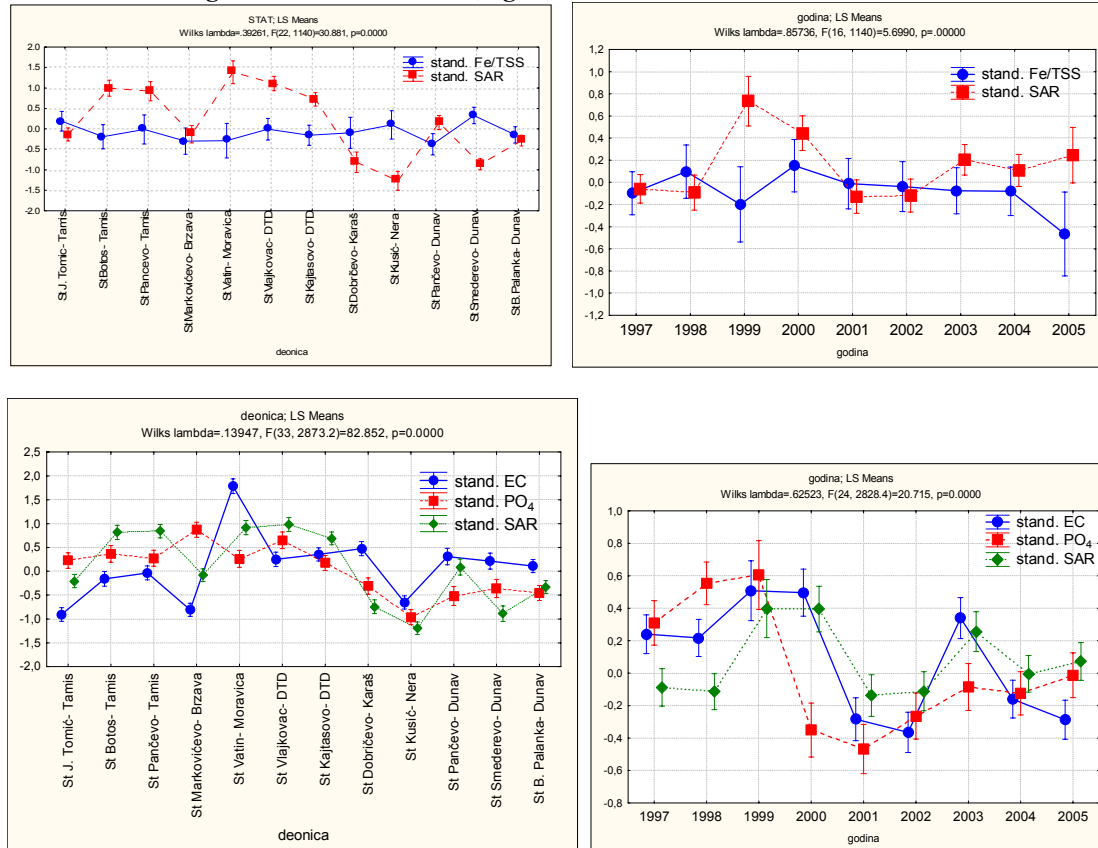 STAT; LS Means
Wilks lambda=.39261, F(22, 1140)=30.881, p=0.0000
2.0
1.5
1.0
0.5
0.0
-0.5
-1.0
-1.5
-2.0
stand. Fe/TSS
stand. SAR
St J. Tomic- Tamis
St Botos- Tamis
St Pancevo- Tamis
St Markovićevo- Brzava
St Vatin- Moravica
St Vlajkovac- DTD
St Kajtasovo- DTD
St Dobričevo- Karaš
St Kusić- Nera
St Pančevo- Dunav
St Smederevo- Dunav
St B. Palanka- Dunav
deonica
godina; LS Means
Wilks lambda=.85736, F(16, 1140)=5.6990, p=.00000
1,2
1,0
0,8
0,6
0,4
0,2
0,0
-0,2
-0,4
-0,6
-0,8
-1,0
-1,2
stand. Fe/TSS
stand. SAR
1997 1998 1999 2000 2001 2002 2003 2004 2005
godina
deonica; LS Means
Wilks lambda=.13947, F(33, 2873.2)=82.852, p=0.0000
2,5
2,0
1,5
1,0
0,5
0,0
-0,5
-1,0
-1,5
-2,0
stand. EC
stand. PO₄
stand. SAR
St J. Tomić- Tamis
St Botos- Tamis
St Pančevo- Tamis
St Markovićevo- Brzava
St Vatin- Moravica
St Vlajkovac- DTD
St Kajtasovo- DTD
St Dobričevo- Karaš
St Kusić- Nera
St Pančevo- Dunav
St Smederevo- Dunav
St B. Palanka- Dunav
deonica
godina; LS Means
Wilks lambda=.62523, F(24, 2828.4)=20.715, p=0.0000
0,8
0,6
0,4
0,2
0,0
-0,2
-0,4
-0,6
-0,8
stand. EC
stand. PO₄
stand. SAR
1997 1998 1999 2000 2001 2002 2003 2004 2005
godina